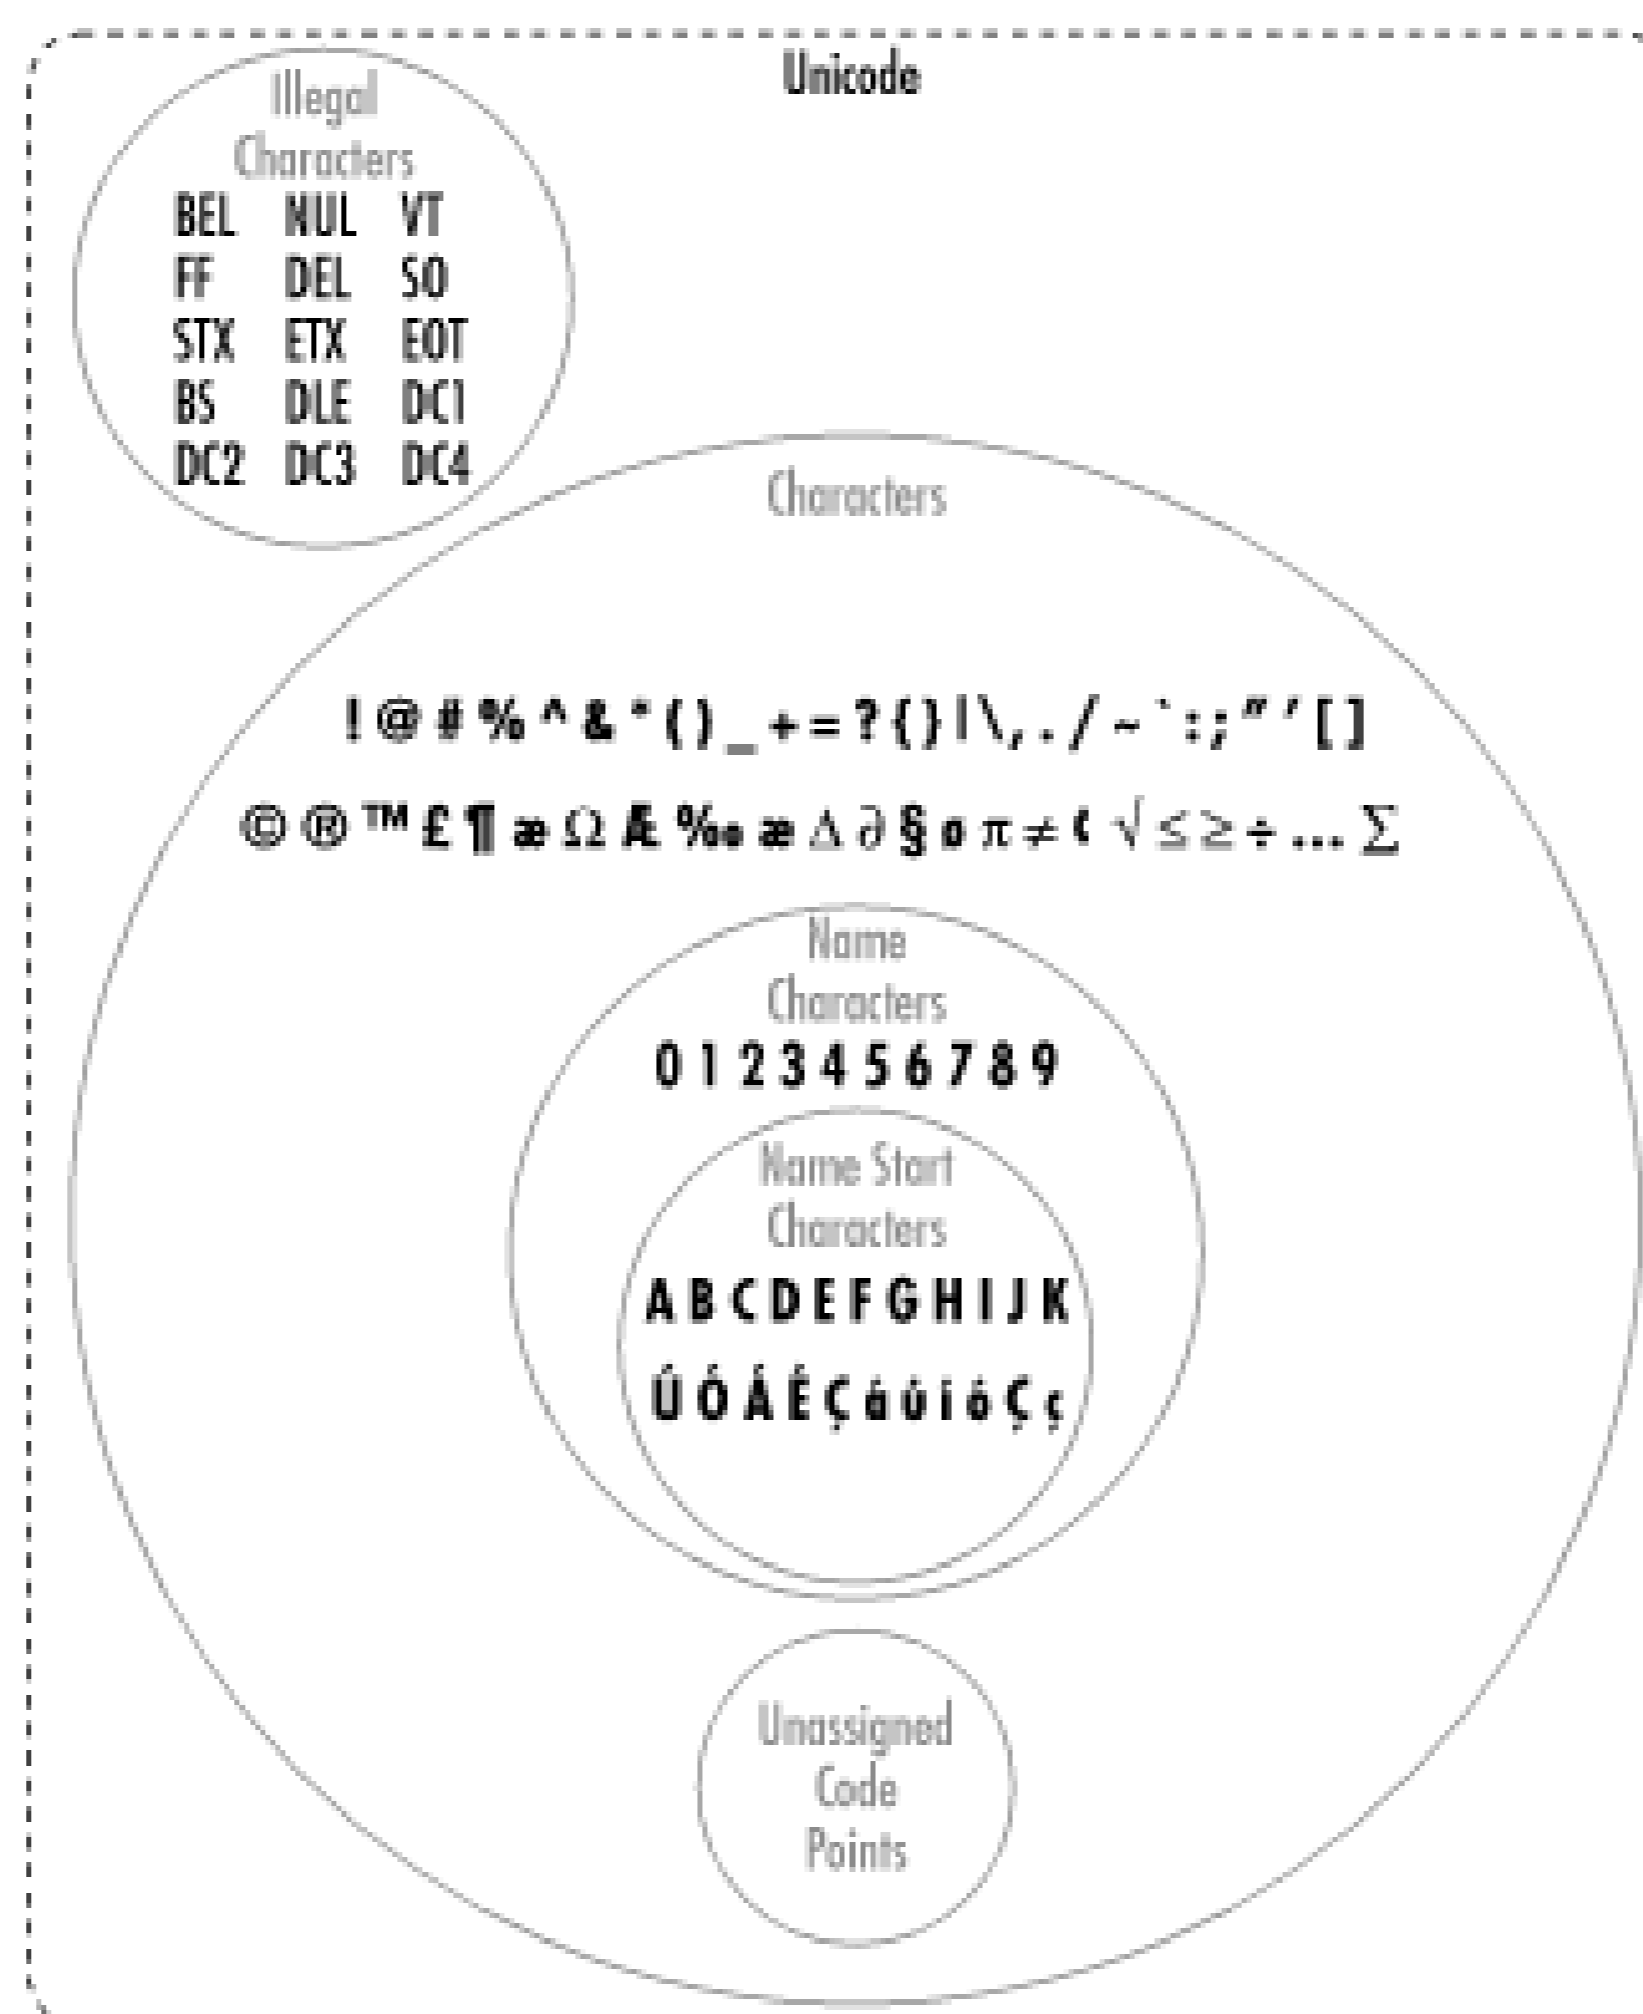 Unicode
Illegal
Characters
BEL NUL VT
FF DEL SO
STX ETX EOT
BS DLE DC1
DC2 DC3 DC4
Characters
! @ # % ^ & * ( ) _ + = ? { } | \ , . / ~ ` : ; " ' [ ]
© ® ™ £ ¶ æ Ω Æ ‰ æ Δ ∂ § ø π ≠ ¢ √ ≤ ≥ ÷ … ∑
Name
Characters
0 1 2 3 4 5 6 7 8 9
Name Start
Characters
A B C D E F G H I J K
Ú Ó Á É Ç á ú í ó Ç ç
Unassigned
Code
Points